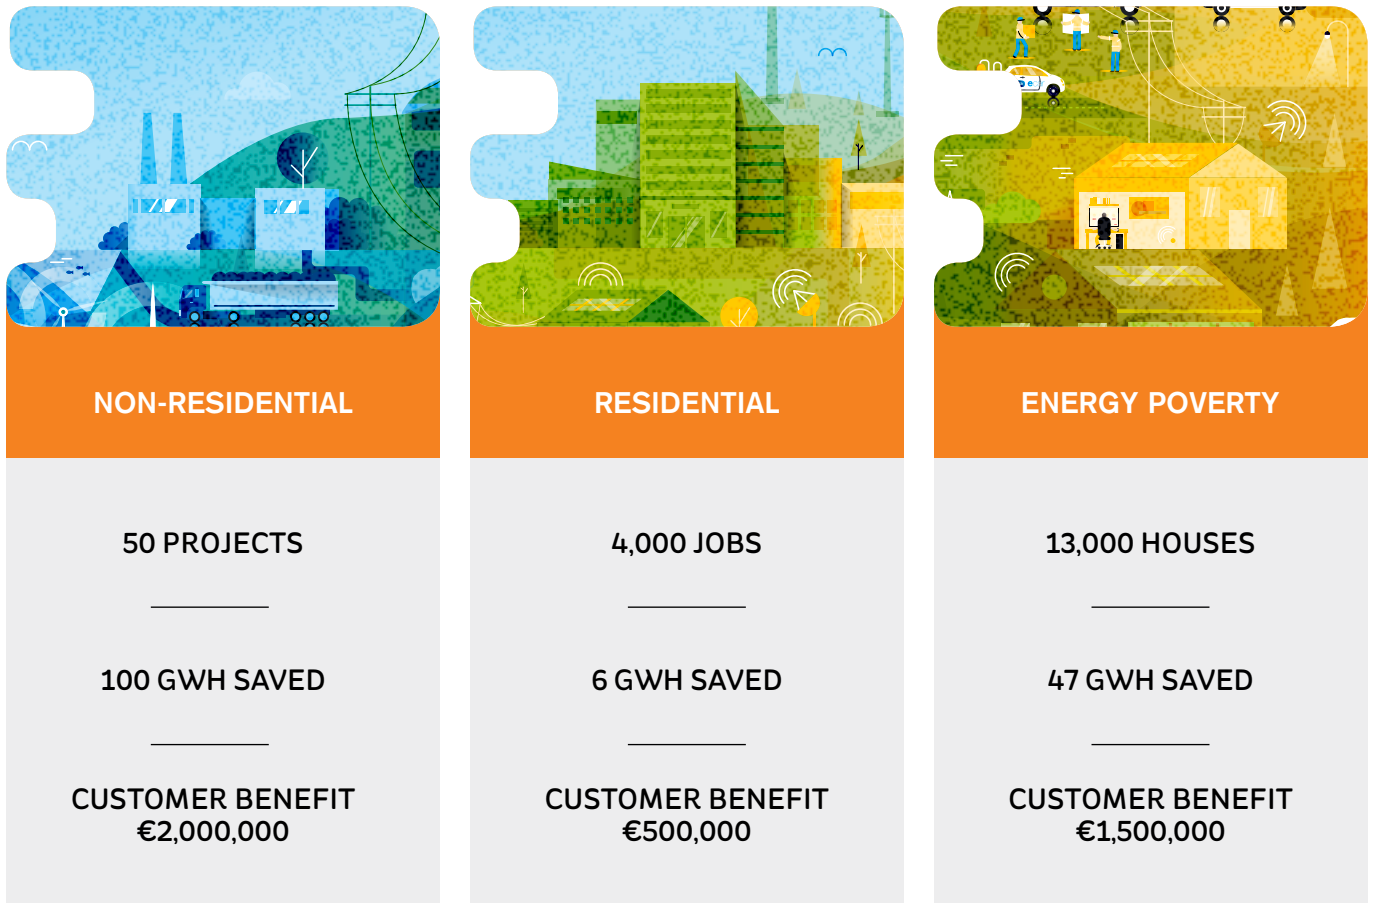 NON-RESIDENTIAL
50 PROJECTS
100 GWH SAVED
CUSTOMER BENEFIT
€2,000,000
RESIDENTIAL
4,000 JOBS
6 GWH SAVED
CUSTOMER BENEFIT
€500,000
ENERGY POVERTY
13,000 HOUSES
47 GWH SAVED
CUSTOMER BENEFIT
€1,500,000